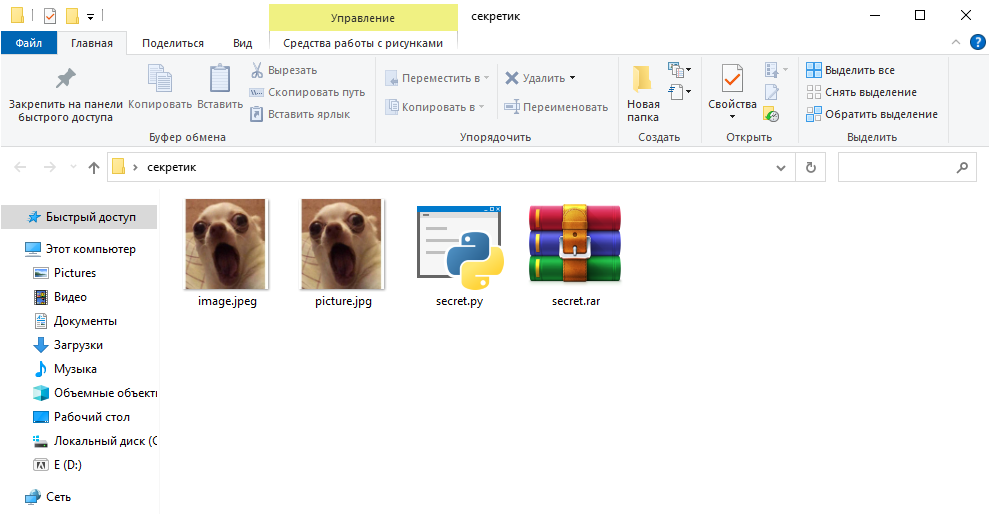 Управление
секретик
Файл
Главная
Поделиться
Вид
Средства работы с рисунками
Закрепить на панели
быстрого доступа
Копировать
Вставить
Вырезать
Скопировать путь
Вставить ярлык
Буфер обмена
Переместить в
Копировать в
Удалить
Переименовать
Упорядочить
Новая
папка
Создать
Свойства
Открыть
Выделить все
Снять выделение
Обратить выделение
Выделить
секретик
Быстрый доступ
Этот компьютер
Pictures
Видео
Документы
Загрузки
Музыка
Объемные объекты
Рабочий стол
Локальный диск (C
E (D:)
Сеть
image.jpeg
picture.jpg
secret.py
secret.rar